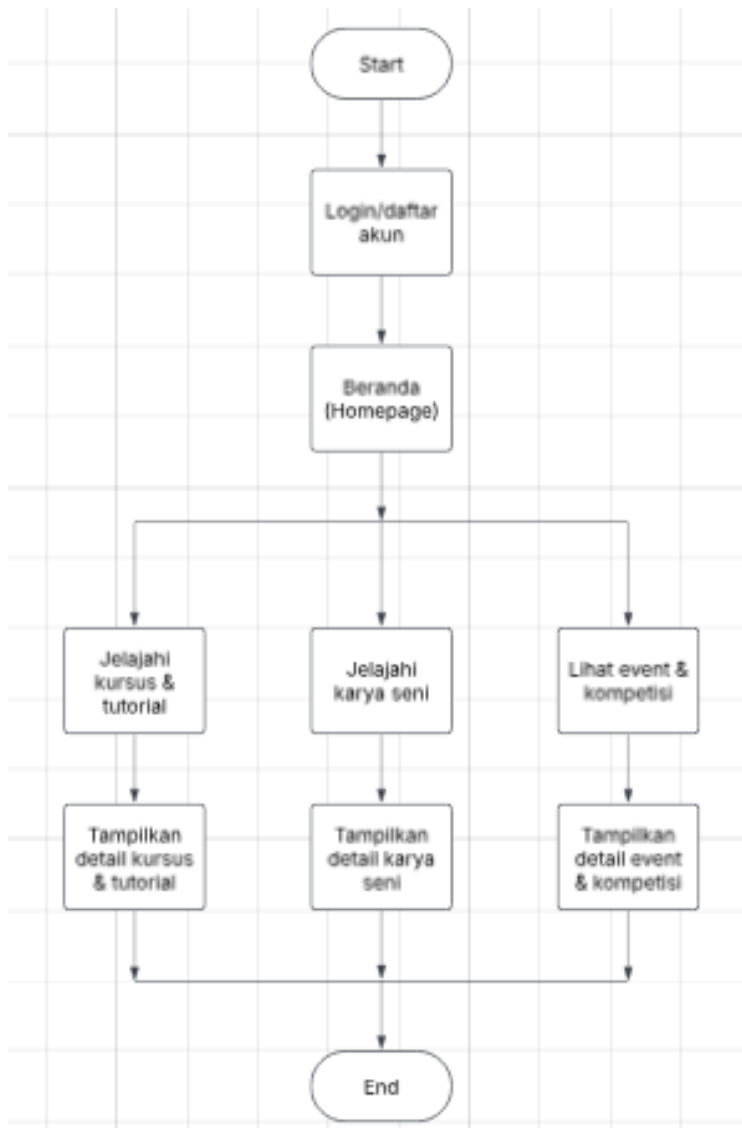 Start
Login/daftar
akun
Beranda
(Homepage)
Jelajahi
kursus &
tutorial
Jelajahi
karya seni
Lihat event &
kompetisi
Tampilkan
detail kursus
& tutorial
Tampilkan
detail karya
seni
Tampilkan
detail event
& kompetisi
End